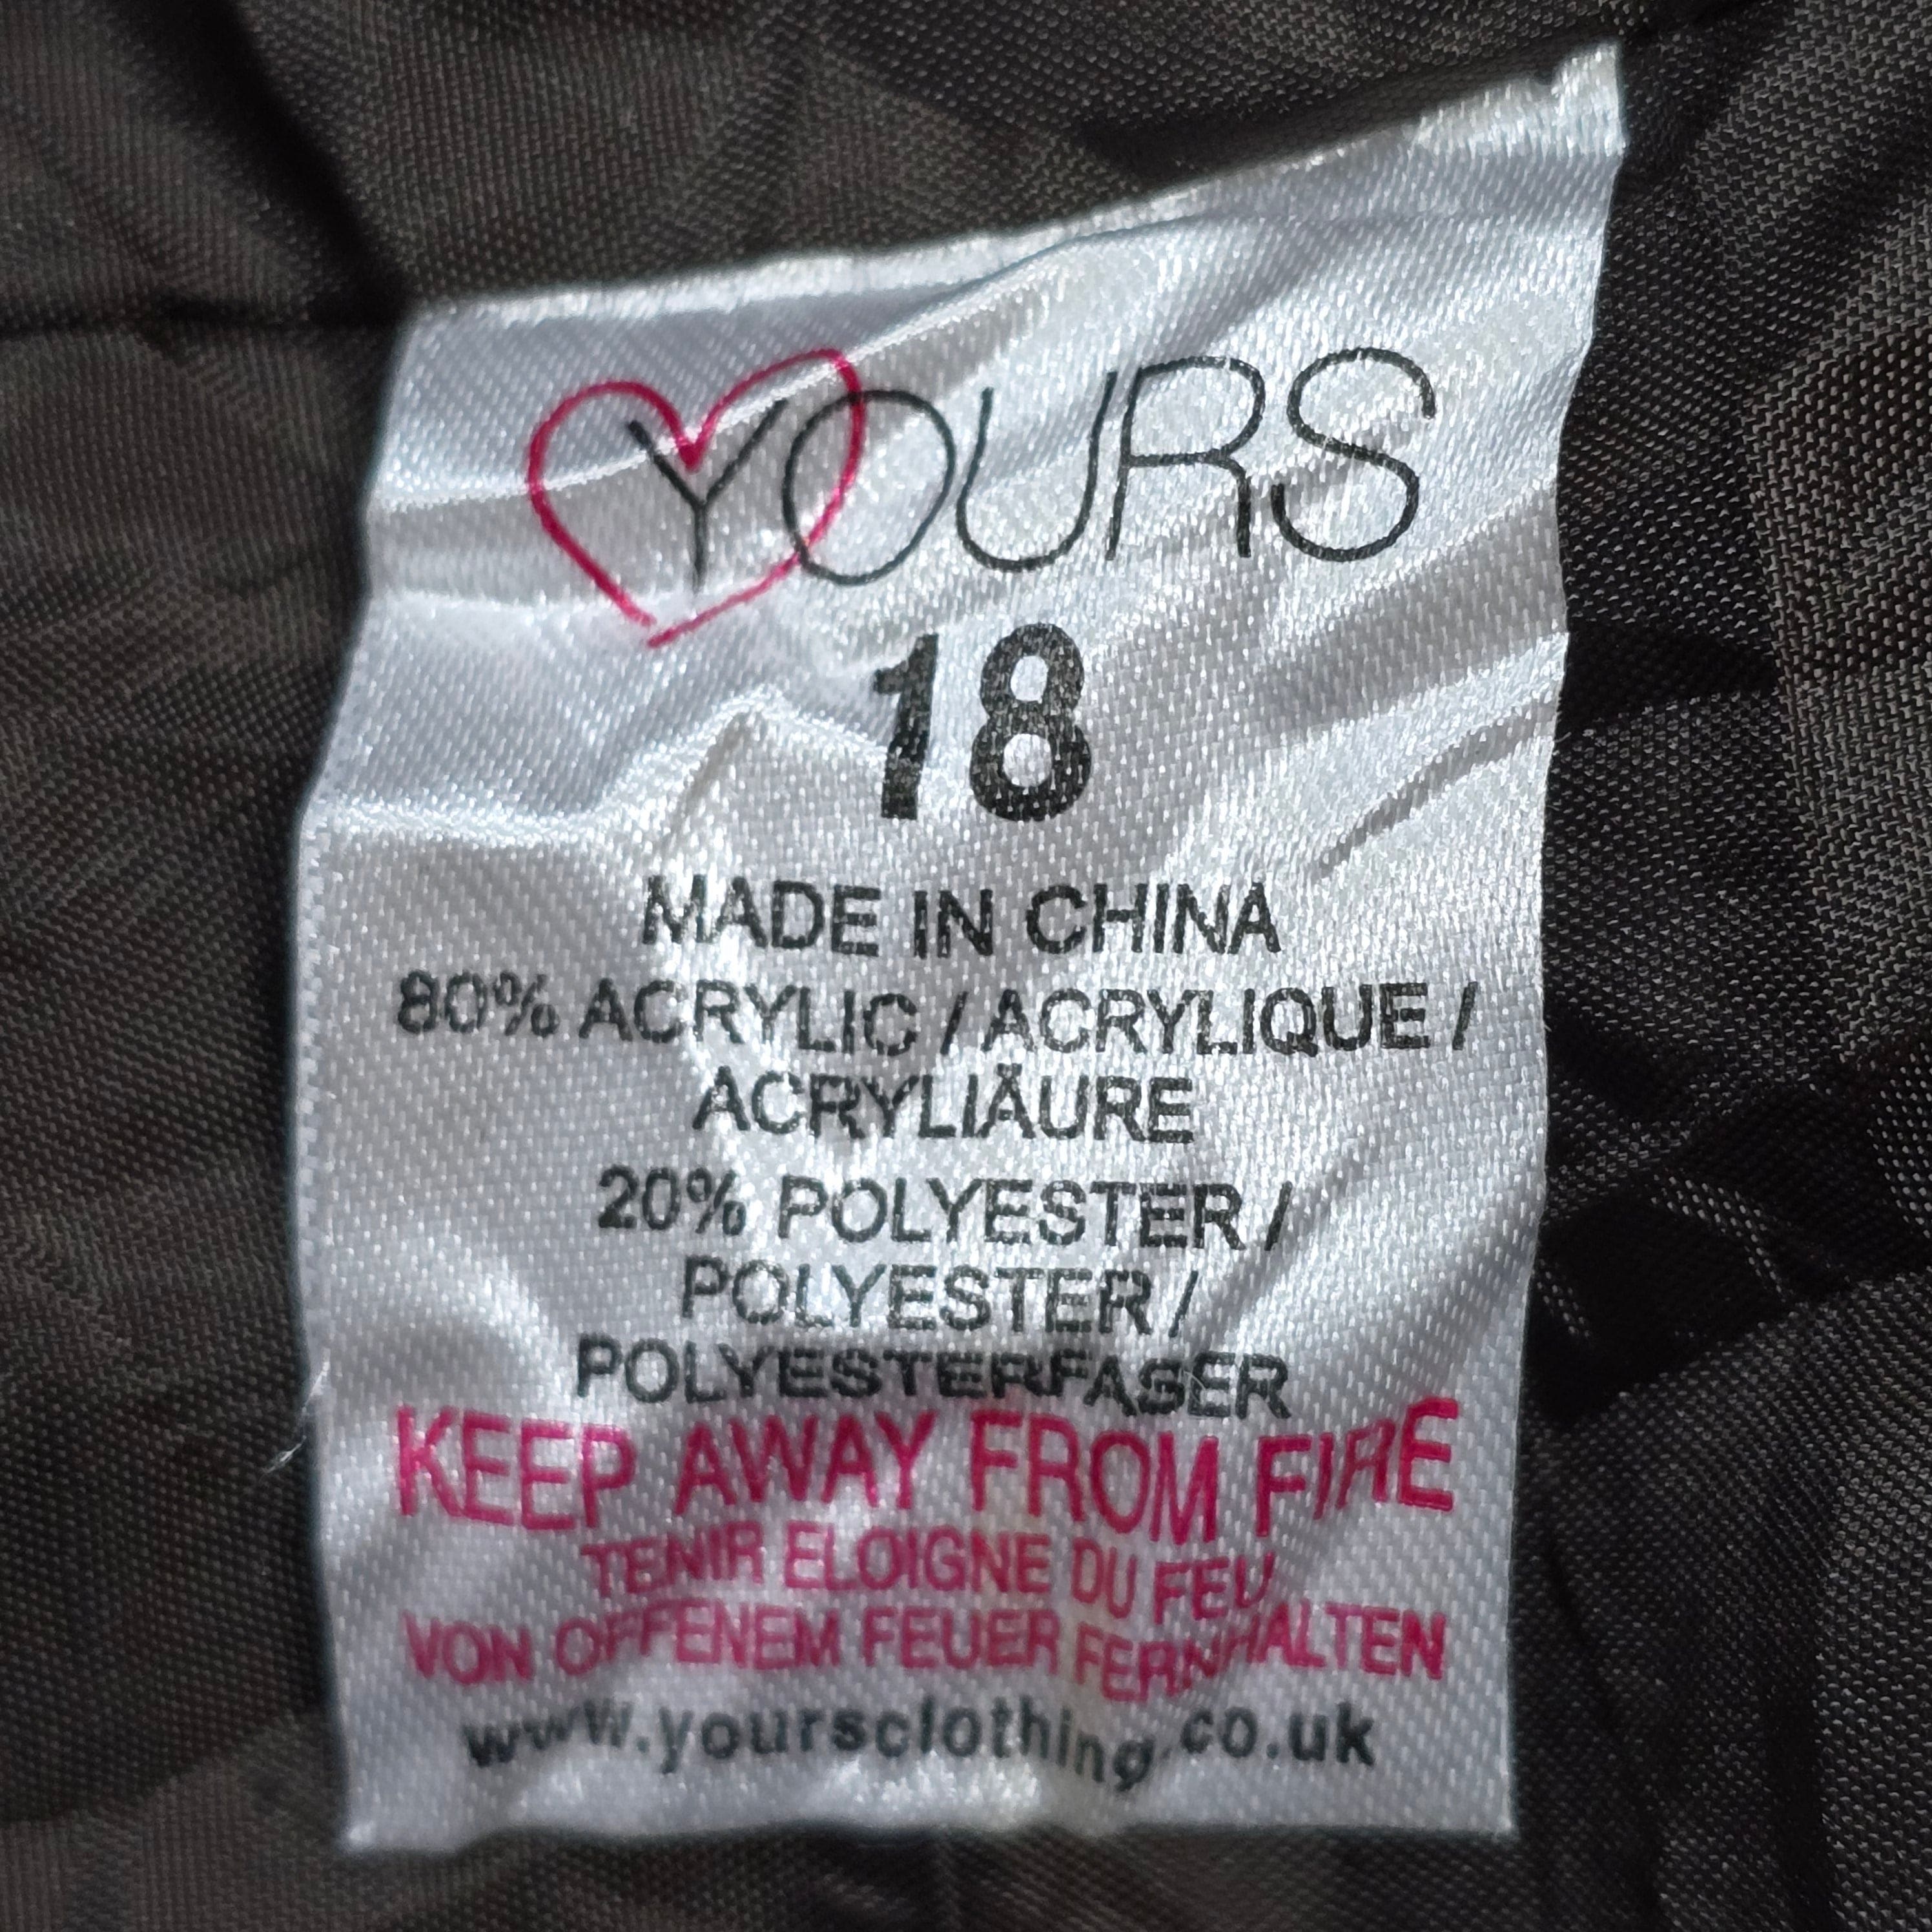 YOURS
18
MADE IN CHINA
80% ACRYLIC / ACRYLIQUE /
ACRYLIÄURE
20% POLYESTER /
POLYESTER /
POLYESTERFASER
KEEP AWAY FROM FIRE
TENIR ELOIGNE DU FEU
VON OFFENEM FEUER FERNHALTEN
www.yoursclothing.co.uk